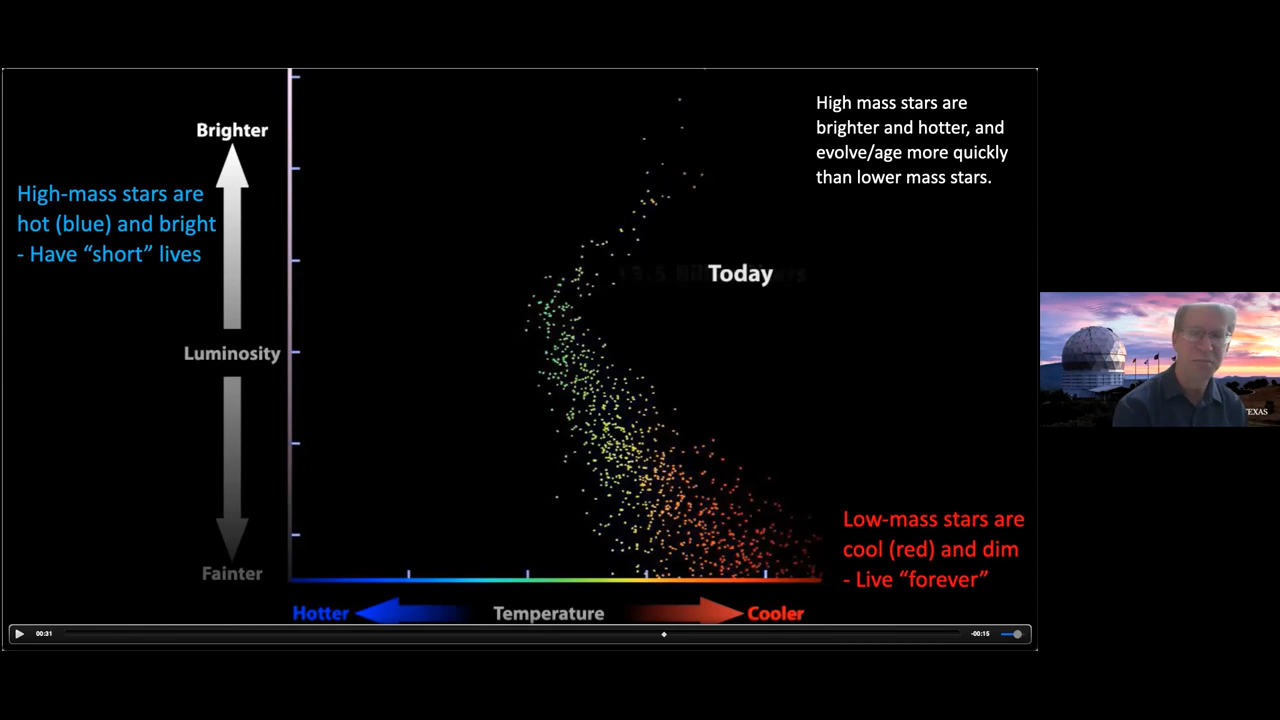 High mass stars are
brighter and hotter, and
evolve/age more quickly
than lower mass stars.
Brighter
High-mass stars are
hot (blue) and bright
- Have “short” lives
Today
Luminosity
Low-mass stars are
cool (red) and dim
- Live “forever”
Fainter
Hotter
Temperature
Cooler
00:31
-00:15
TEXAS